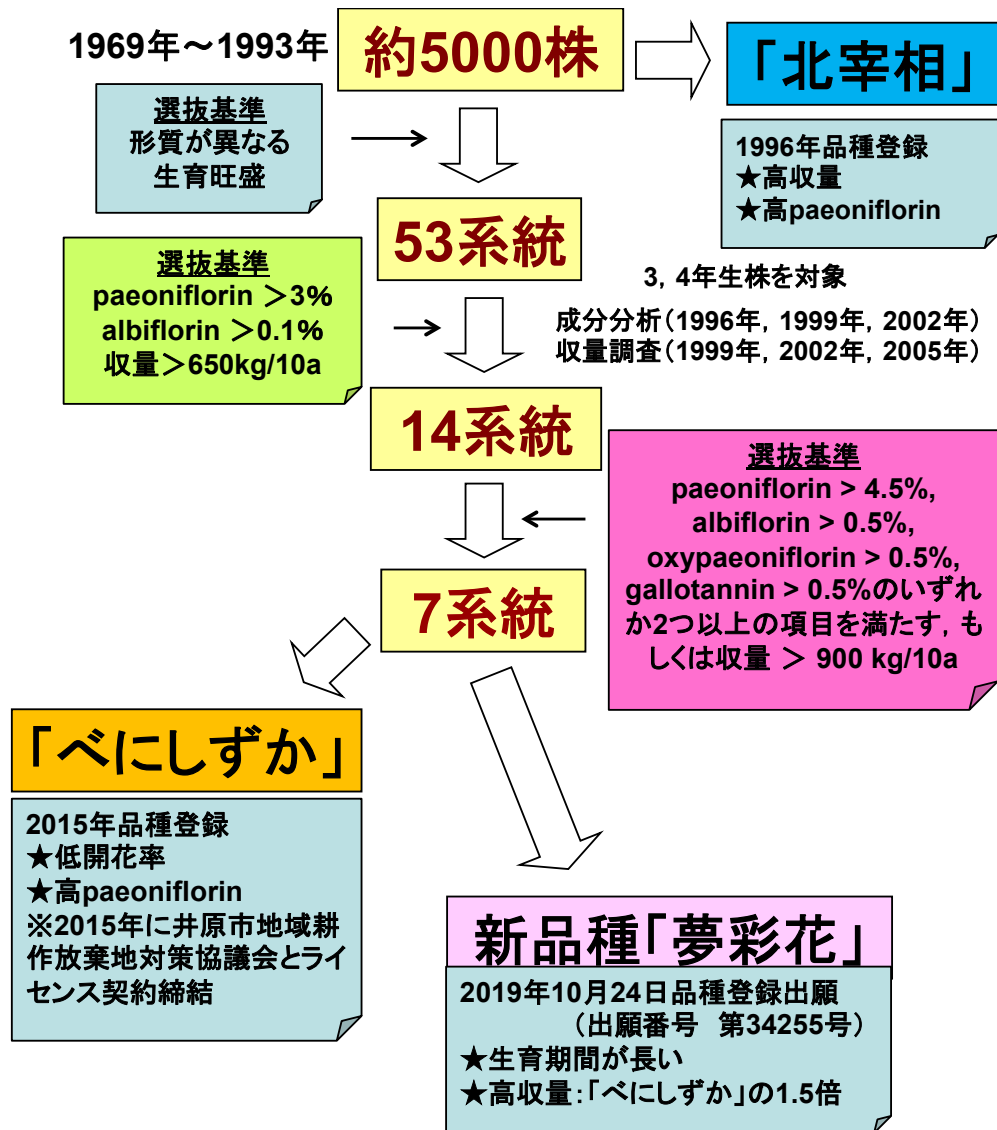 1969年～1993年
約5000株
「北宰相」
選抜基準
形質が異なる
生育旺盛
1996年品種登録
★高収量
★高paeoniflorin
53系統
選抜基準
paeoniflorin ＞3%
albiflorin ＞0.1%
収量＞650kg/10a
3，4年生株を対象
成分分析（1996年，1999年，2002年）
収量調査（1999年，2002年，2005年）
14系統
選抜基準
paeoniflorin > 4.5%,
albiflorin > 0.5%,
oxypaeoniflorin > 0.5%,
gallotannin > 0.5%のいずれ
か2つ以上の項目を満たす，も
しくは収量 ＞ 900 kg/10a
7系統
「べにしずか」
2015年品種登録
★低開花率
★高paeoniflorin
※2015年に井原市地域耕
作放棄地対策協議会とライ
センス契約締結
新品種「夢彩花」
2019年10月24日品種登録出願
（出願番号　第34255号）
★生育期間が長い
★高収量：「べにしずか」の1.5倍